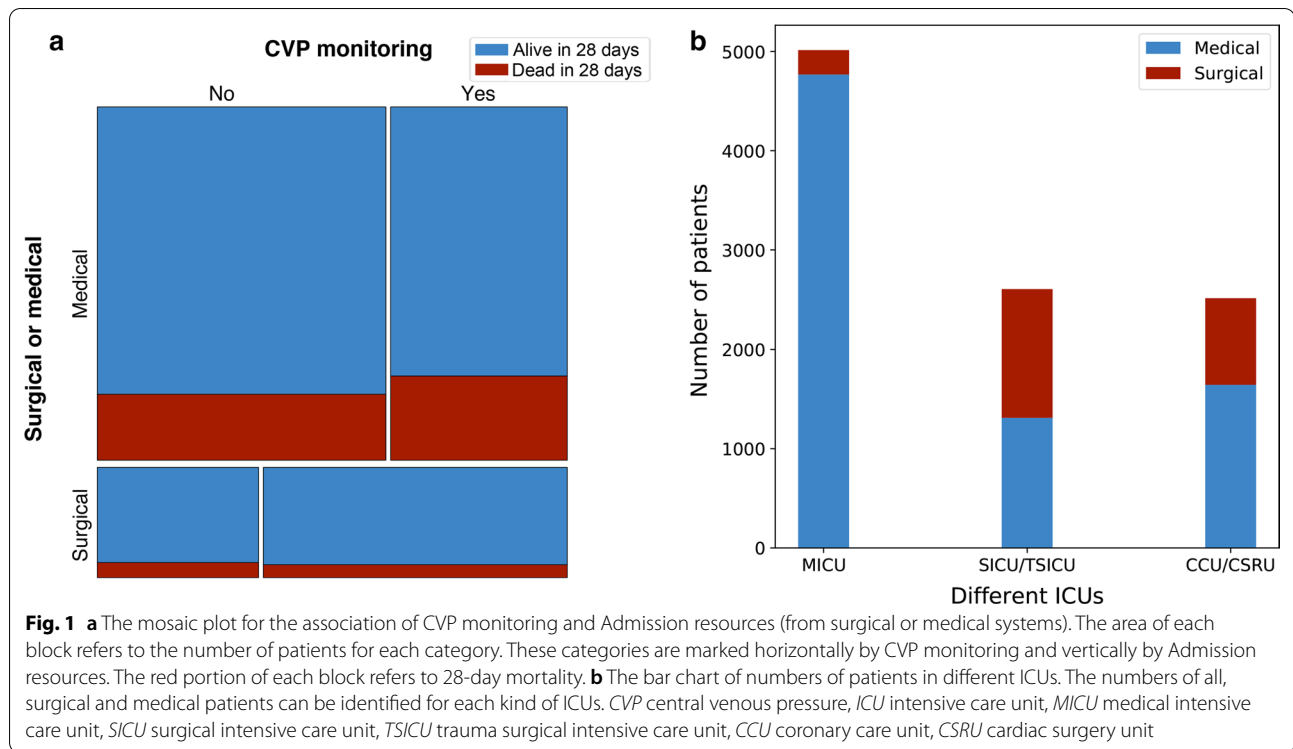 a
CVP monitoring
Alive in 28 days
Dead in 28 days
No
Yes
Surgical or medical
Medical
Surgical
b
Medical
Surgical
Number of patients
5000
4000
3000
2000
1000
0
MICU
SICU/TSICU
CCU/CSRU
Different ICUs
Fig. 1 a The mosaic plot for the association of CVP monitoring and Admission resources (from surgical or medical systems). The area of each
block refers to the number of patients for each category. These categories are marked horizontally by CVP monitoring and vertically by Admission
resources. The red portion of each block refers to 28-day mortality. b The bar chart of numbers of patients in different ICUs. The numbers of all,
surgical and medical patients can be identified for each kind of ICUs. CVP central venous pressure, ICU intensive care unit, MICU medical intensive
care unit, SICU surgical intensive care unit, TSICU trauma surgical intensive care unit, CCU coronary care unit, CSRU cardiac surgery unit